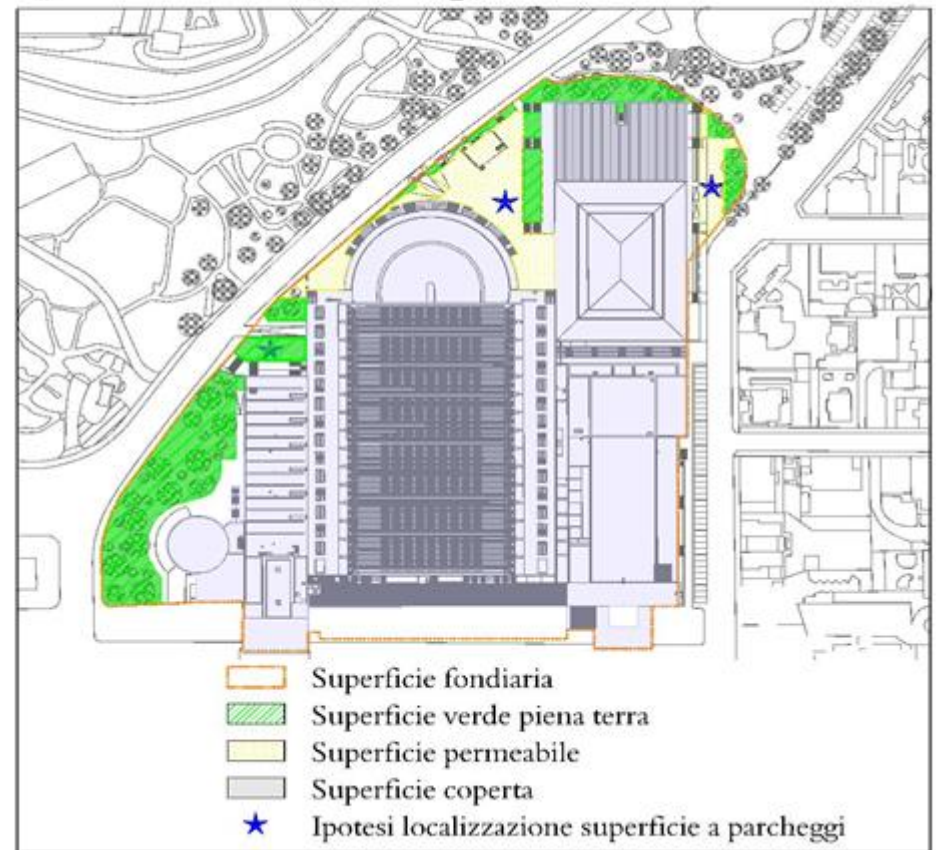 Superficie fondiaria
Superficie verde piena terra
Superficie permeabile
Superficie coperta
Ipotesi localizzazione superficie a parcheggi